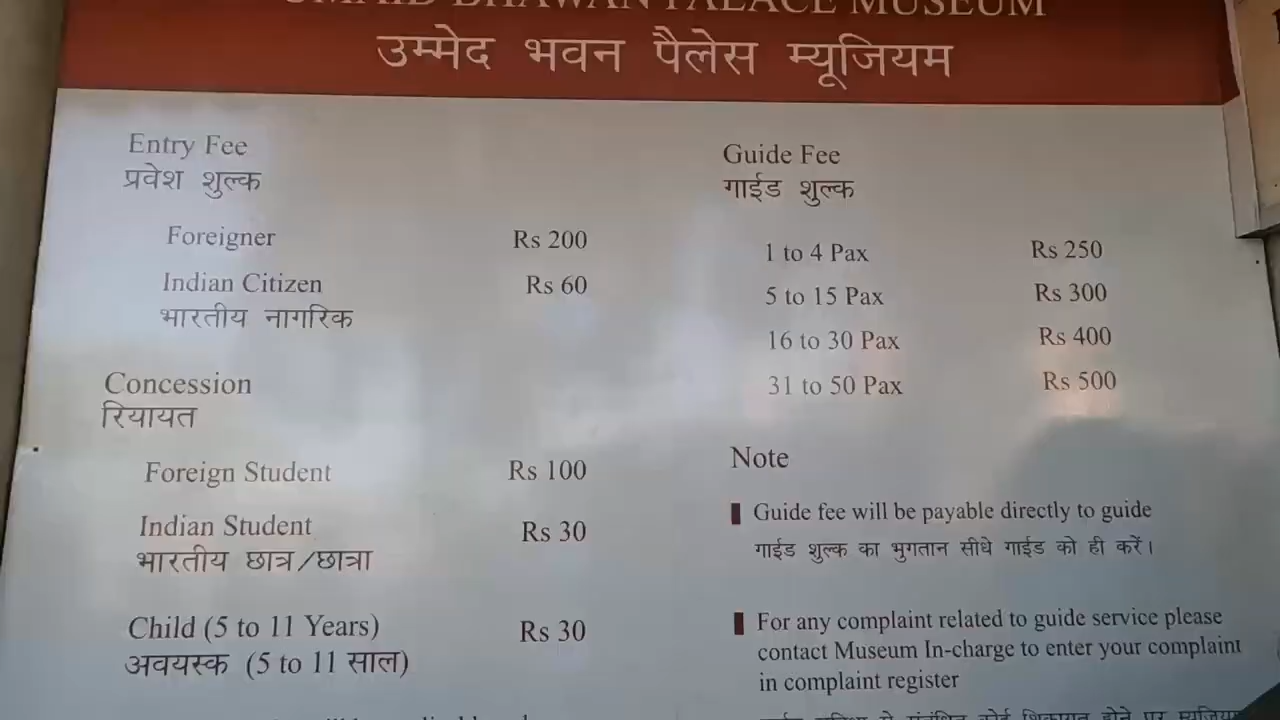 UMAID BHAWAN PALACE MUSEUM
उम्मेद भवन पैलेस म्यूजियम
Entry Fee
प्रवेश शुल्क
Foreigner Rs 200
Indian Citizen Rs 60
भारतीय नागरिक
Concession
रियायत
Foreign Student Rs 100
Indian Student Rs 30
भारतीय छात्र/छात्रा
Child (5 to 11 Years) Rs 30
अवयस्क (5 to 11 साल)
Guide Fee
गाईड शुल्क
1 to 4 Pax Rs 250
5 to 15 Pax Rs 300
16 to 30 Pax Rs 400
31 to 50 Pax Rs 500
Note
Guide fee will be payable directly to guide
गाईड शुल्क का भुगतान सीधे गाईड को ही करें।
For any complaint related to guide service please
contact Museum In-charge to enter your complaint
in complaint register